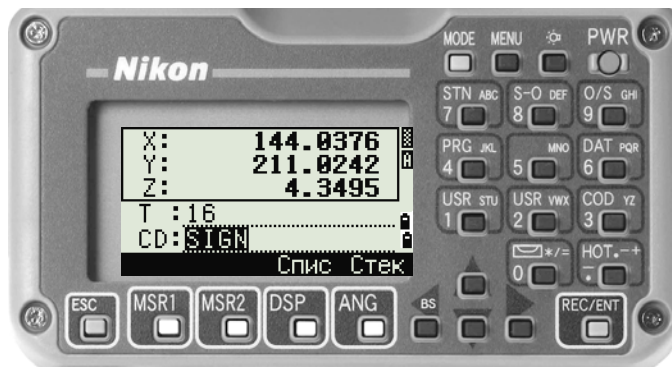 Nikon
MODE MENU PWR
STN ABC S-O DEF O/S GHI
7 8 9
PRG JKL MNO DAT PQR
4 5 6
USR STU USR VWX COD YZ
1 2 3
*/= HOT.-+
0 .
X: 144.0376
Y: 211.0242
Z: 4.3495
T :16
CD:SIGN
Спис Стек
ESC MSR1 MSR2 DSP ANG BS REC/ENT